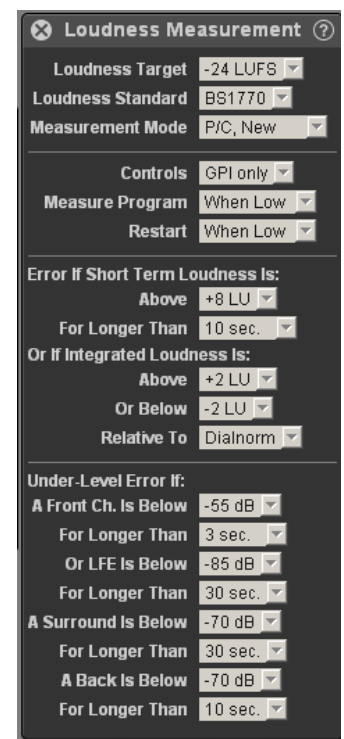 Loudness Measurement ?
Loudness Target -24 LUFS
Loudness Standard BS1770
Measurement Mode P/C, New
Controls GPI only
Measure Program When Low
Restart When Low
Error If Short Term Loudness Is:
Above +8 LU
For Longer Than 10 sec.
Or If Integrated Loudness Is:
Above +2 LU
Or Below -2 LU
Relative To Dialnorm
Under-Level Error If:
A Front Ch. Is Below -55 dB
For Longer Than 3 sec.
Or LFE Is Below -85 dB
For Longer Than 30 sec.
A Surround Is Below -70 dB
For Longer Than 30 sec.
A Back Is Below -70 dB
For Longer Than 10 sec.